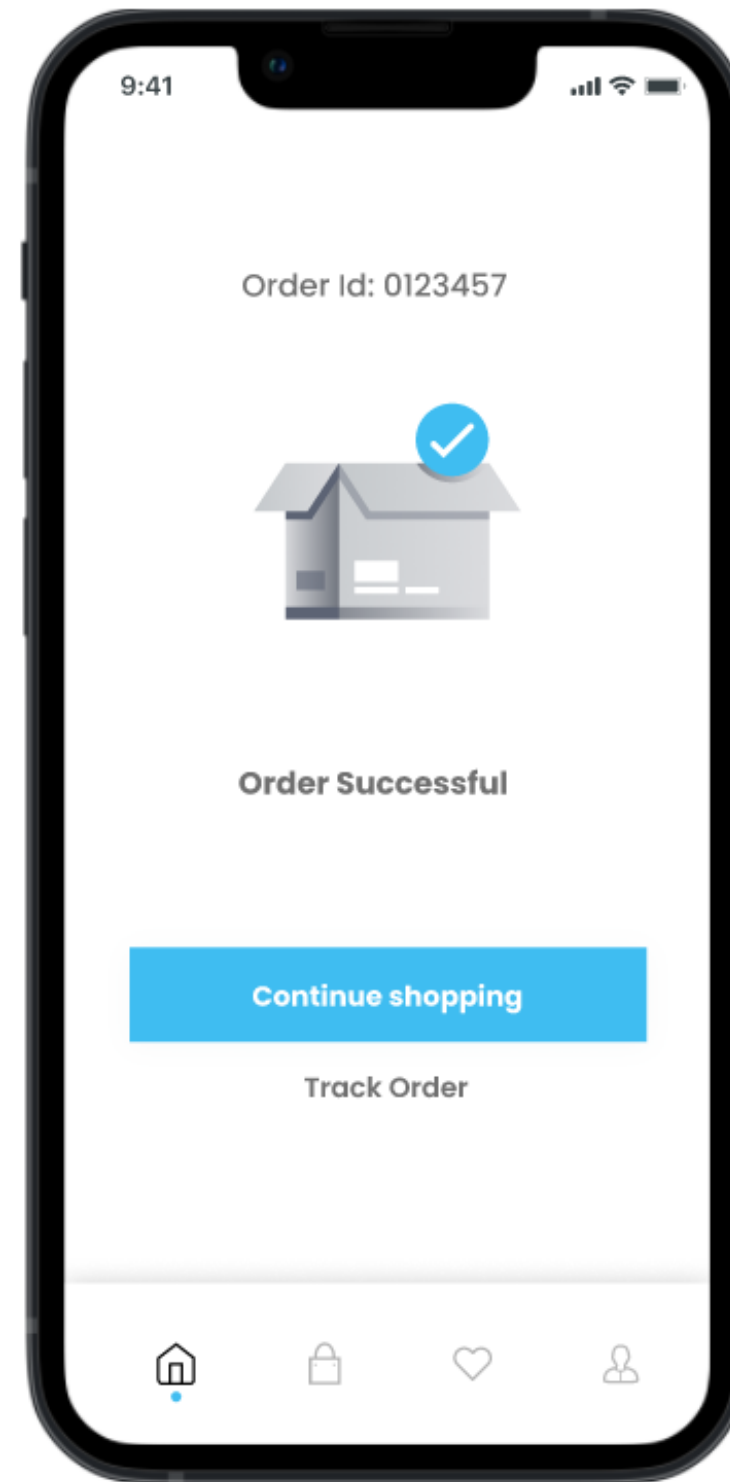 9:41
Order Id: 0123457
Order Successful
Continue shopping
Track Order